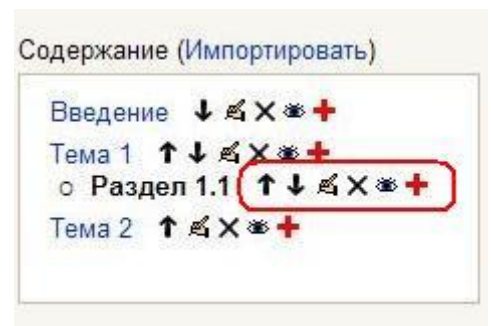 Содержание (Импортировать)
Введение
Тема 1
Раздел 1.1
Тема 2